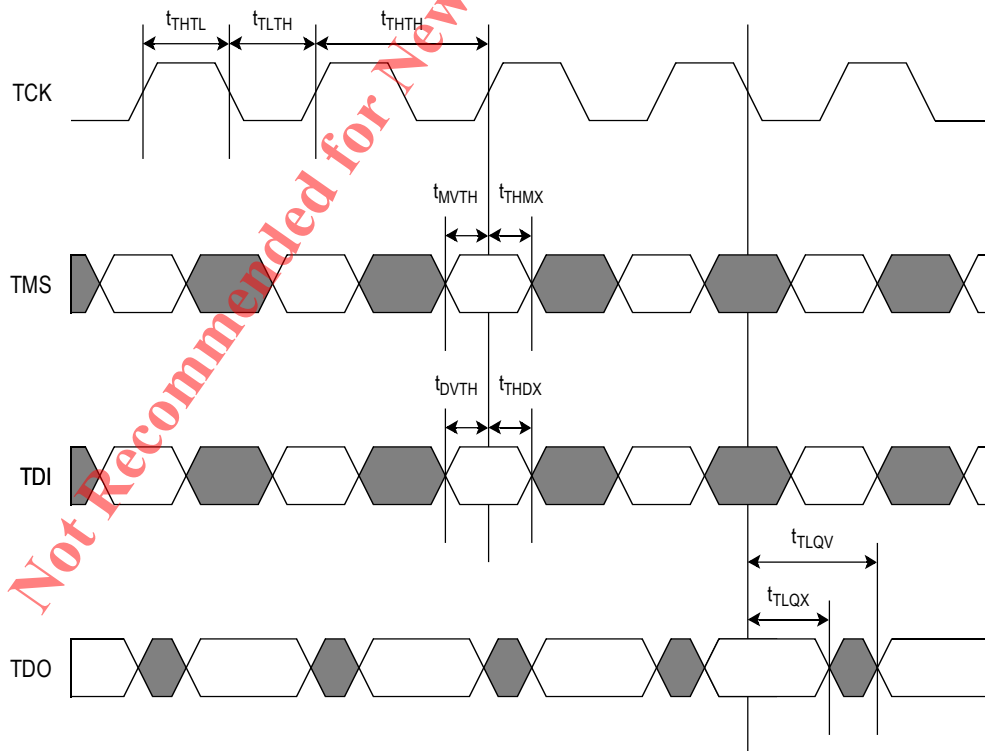 tTHTL tTLTH tTHTH
TCK
tMVTH tTHMX
TMS
tDVTH tTHDX
TDI
tTLQV
tTLQX
TDO
Not Recommended for New